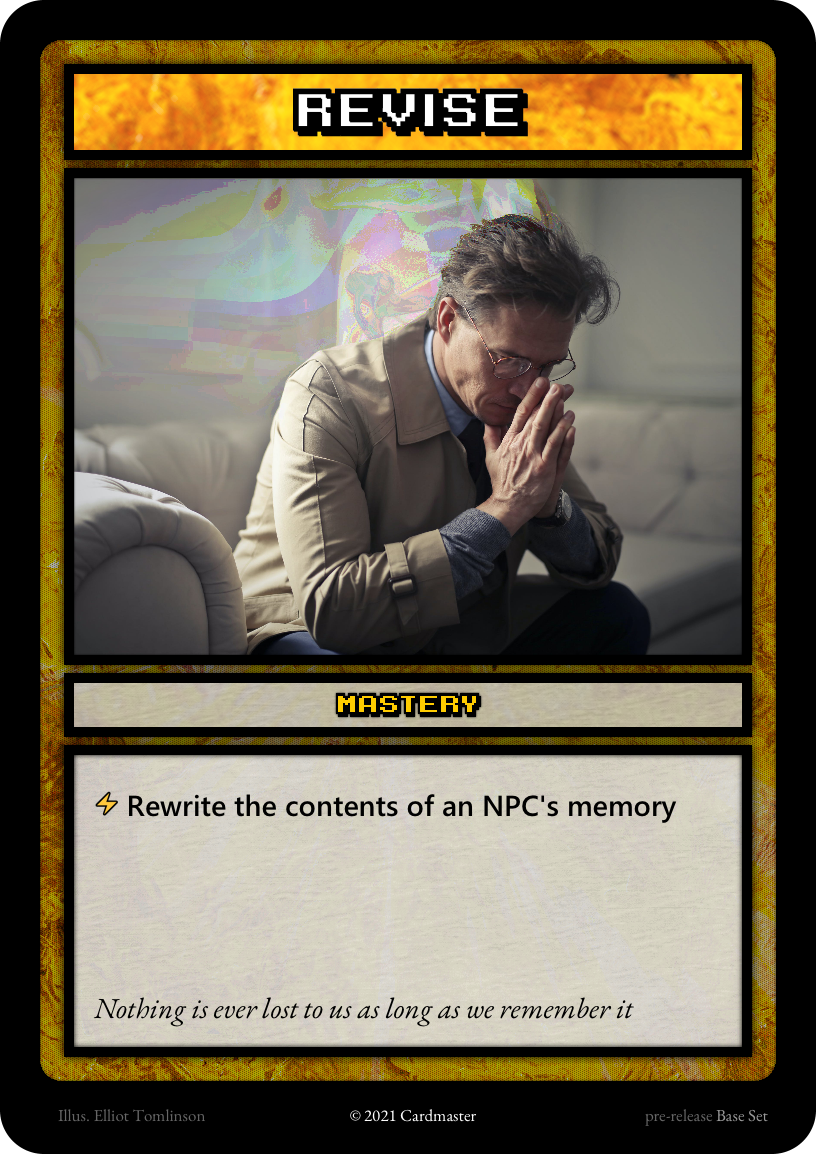 REVISE
MASTERY
⚡ Rewrite the contents of an NPC's memory
Nothing is ever lost to us as long as we remember it
Illus. Elliot Tomlinson
© 2021 Cardmaster
pre-release Base Set